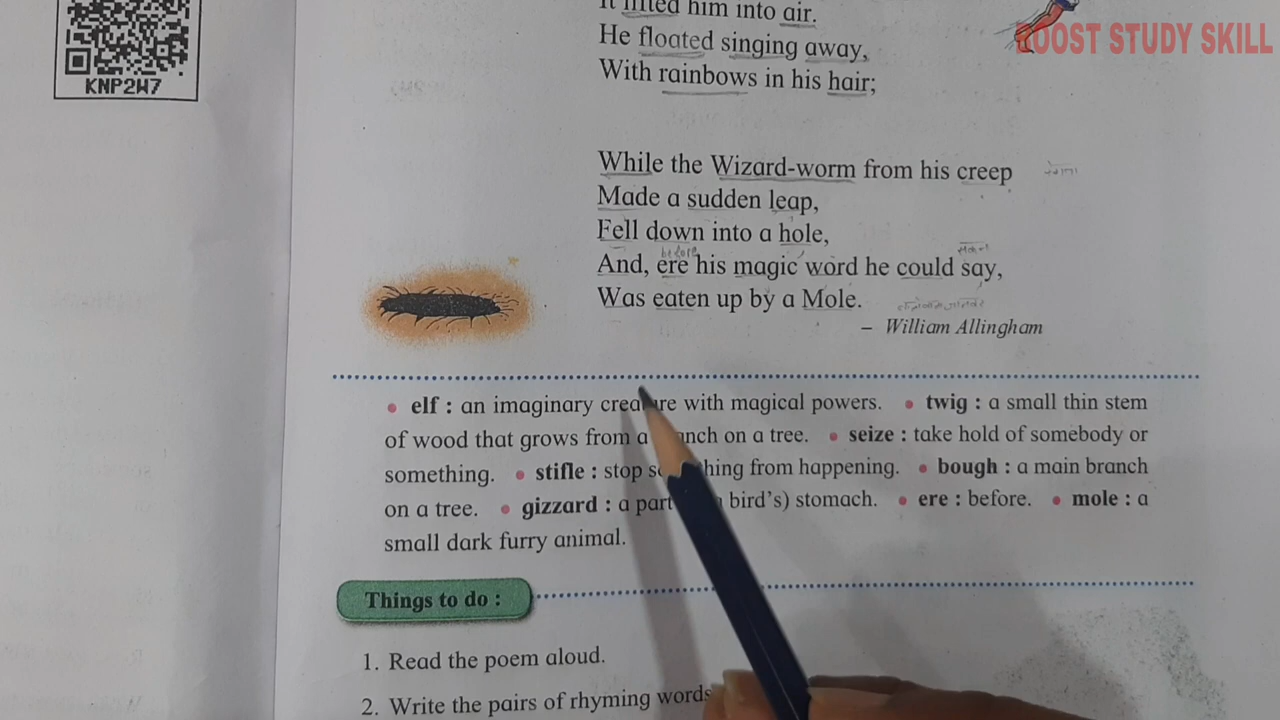 It lifted him into air.
BOOST STUDY SKILL
He floated singing away,
With rainbows in his hair;
KNP2W7
While the Wizard-worm from his creep
Made a sudden leap,
Fell down into a hole,
before
And, ere his magic word he could say,
Was eaten up by a Mole.
– William Allingham
• elf : an imaginary creature with magical powers. • twig : a small thin stem
of wood that grows from a branch on a tree. • seize : take hold of somebody or
something. • stifle : stop something from happening. • bough : a main branch
on a tree. • gizzard : a part bird's) stomach. • ere : before. • mole : a
small dark furry animal.
Things to do :
1. Read the poem aloud.
2. Write the pairs of rhyming words